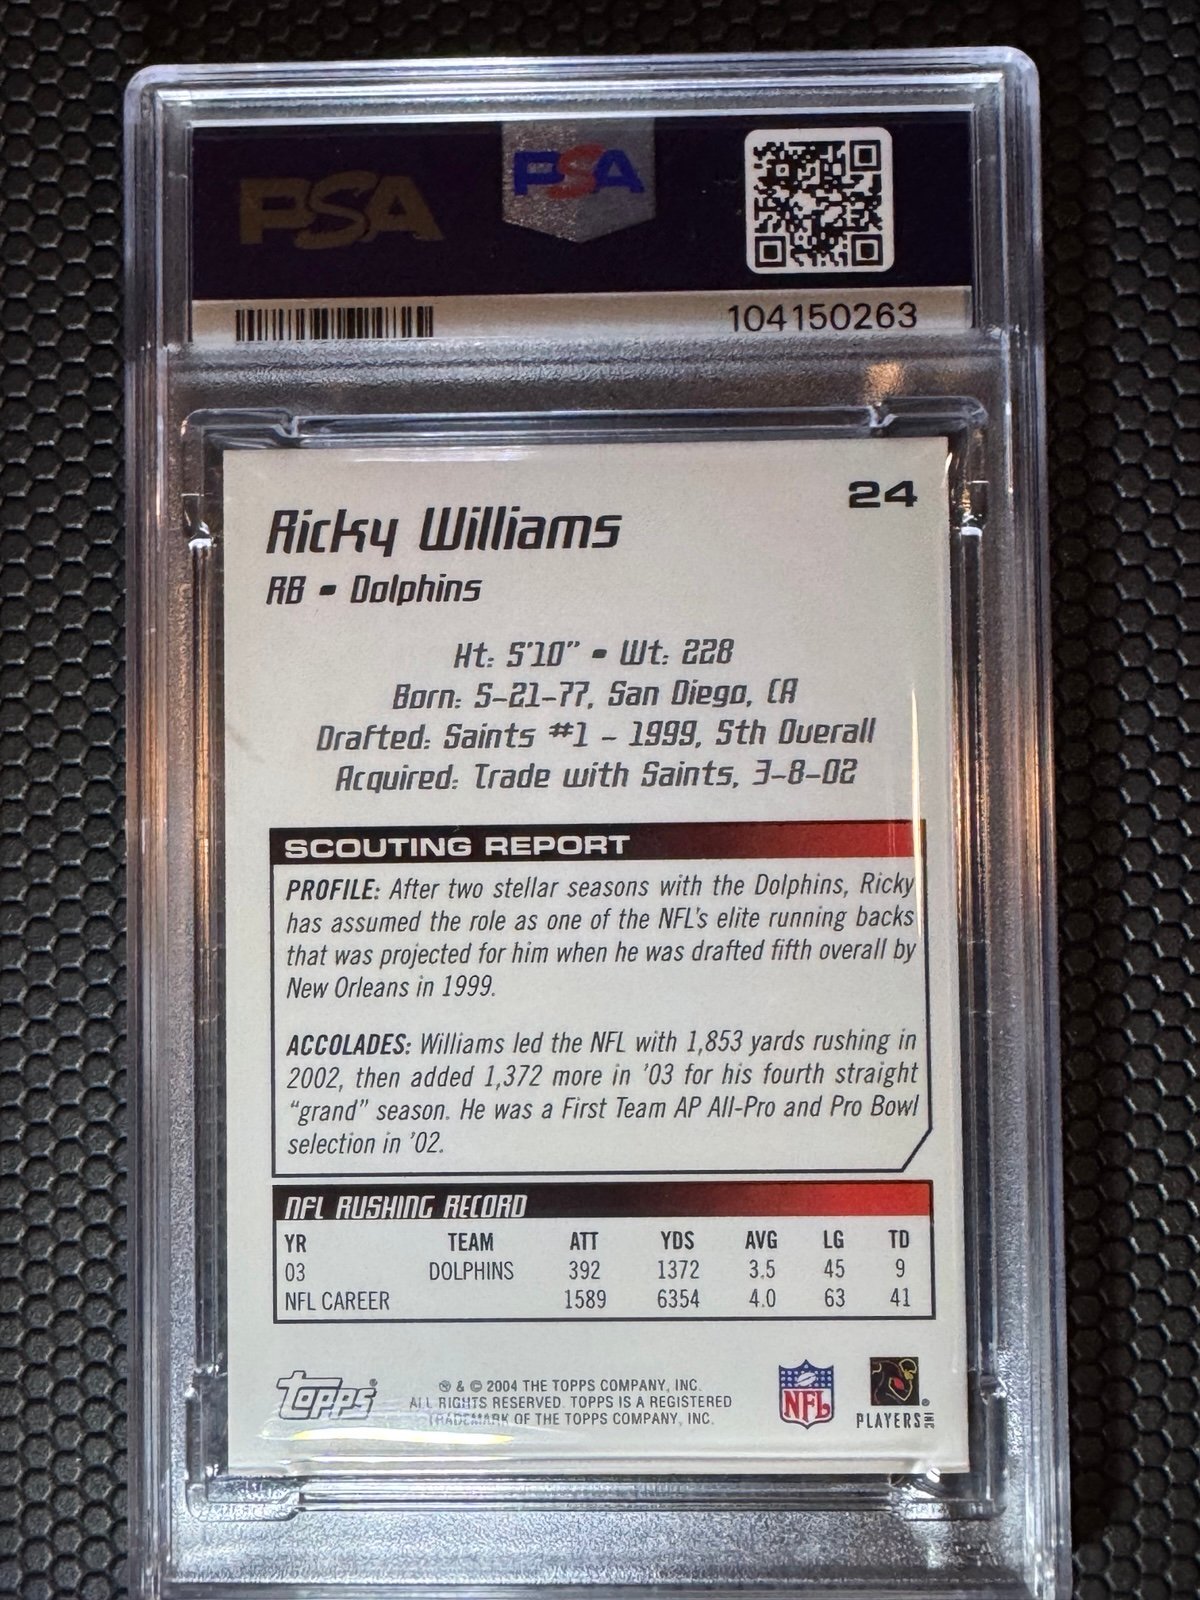 PSA
PSA
104150263
24
Ricky Williams
RB - Dolphins
Ht: 5'10" • Wt: 228
Born: 5-21-77, San Diego, CA
Drafted: Saints #1 - 1999, 5th Overall
Acquired: Trade with Saints, 3-8-02
SCOUTING REPORT
PROFILE: After two stellar seasons with the Dolphins, Ricky
has assumed the role as one of the NFL's elite running backs
that was projected for him when he was drafted fifth overall by
New Orleans in 1999.
ACCOLADES: Williams led the NFL with 1,853 yards rushing in
2002, then added 1,372 more in '03 for his fourth straight
"grand" season. He was a First Team AP All-Pro and Pro Bowl
selection in '02.
NFL RUSHING RECORD
YR TEAM ATT YDS AVG LG TD
03 DOLPHINS 392 1372 3.5 45 9
NFL CAREER 1589 6354 4.0 63 41
Topps®
® & © 2004 THE TOPPS COMPANY, INC.
ALL RIGHTS RESERVED. TOPPS IS A REGISTERED
TRADEMARK OF THE TOPPS COMPANY, INC.
NFL
PLAYERS INC